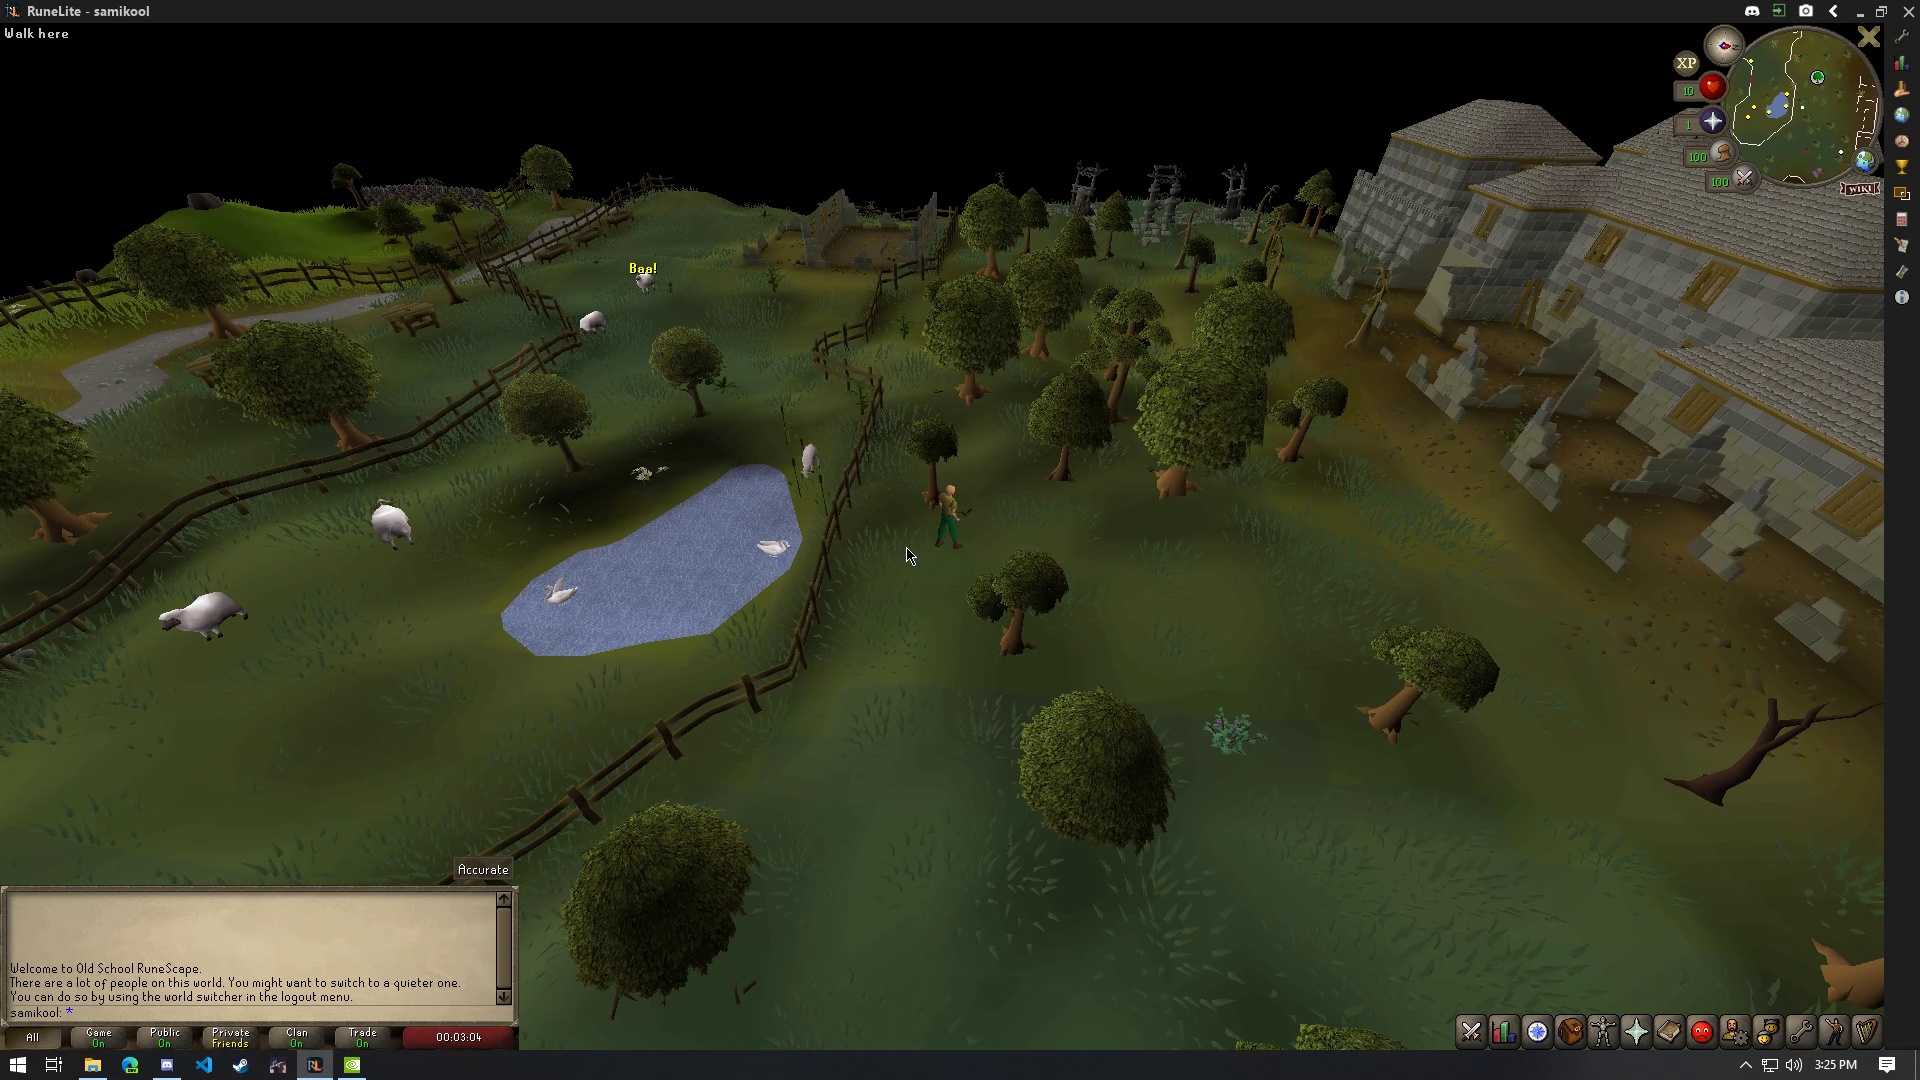 RuneLite - samikool
Walk here
XP
10
1
100
100
WIKI
Baa!
Accurate
Welcome to Old School RuneScape.
There are a lot of people on this world. You might want to switch to a quieter one.
You can do so by using the world switcher in the logout menu.
samikool: *
All
Game
On
Public
On
Private
Friends
Clan
On
Trade
On
00:03:04
3:25 PM